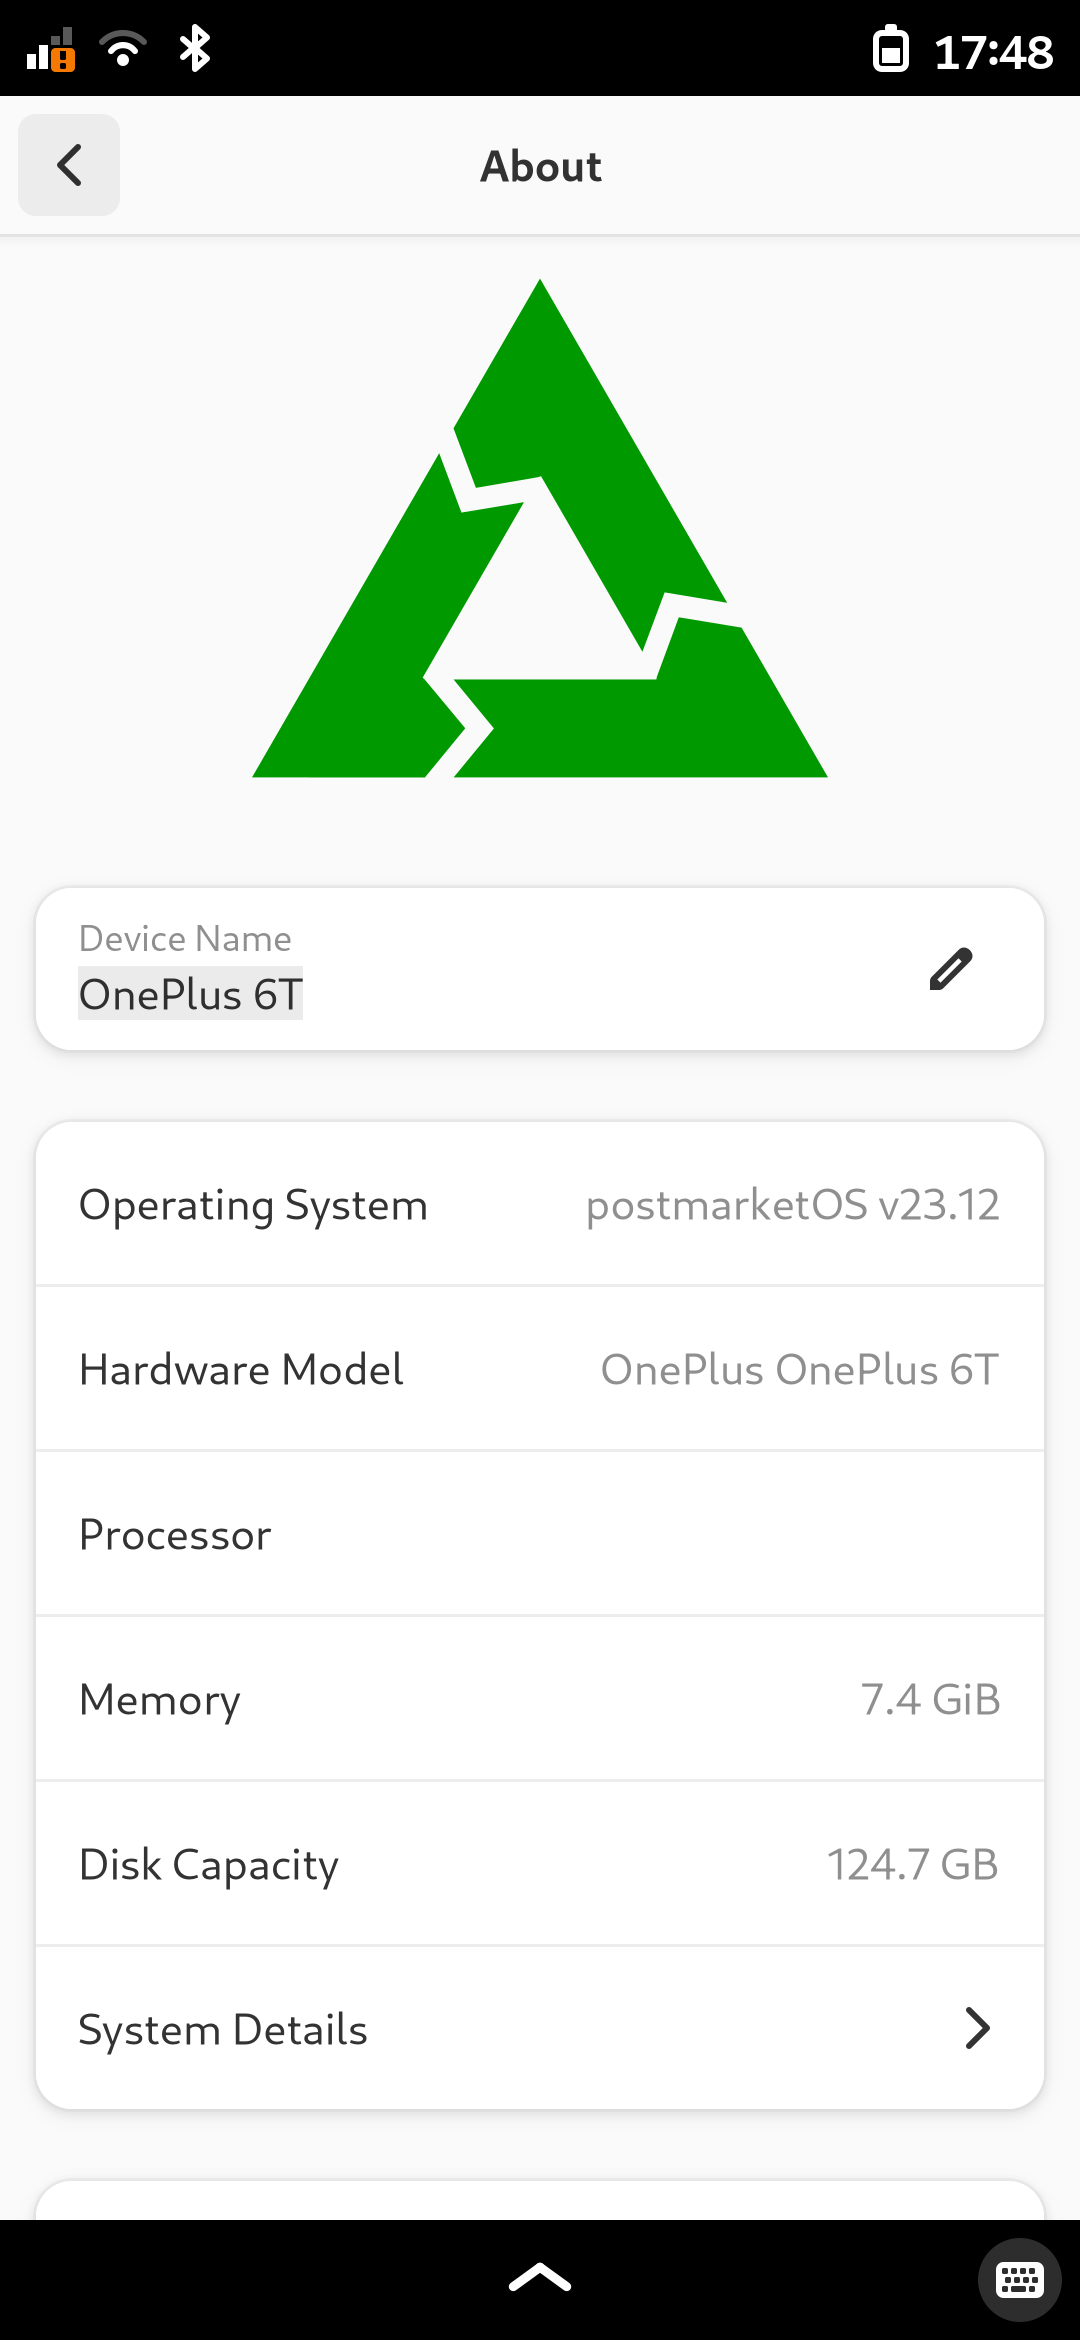 17:48
About
Device Name
OnePlus 6T
Operating System postmarketOS v23.12
Hardware Model OnePlus OnePlus 6T
Processor
Memory 7.4 GiB
Disk Capacity 124.7 GB
System Details